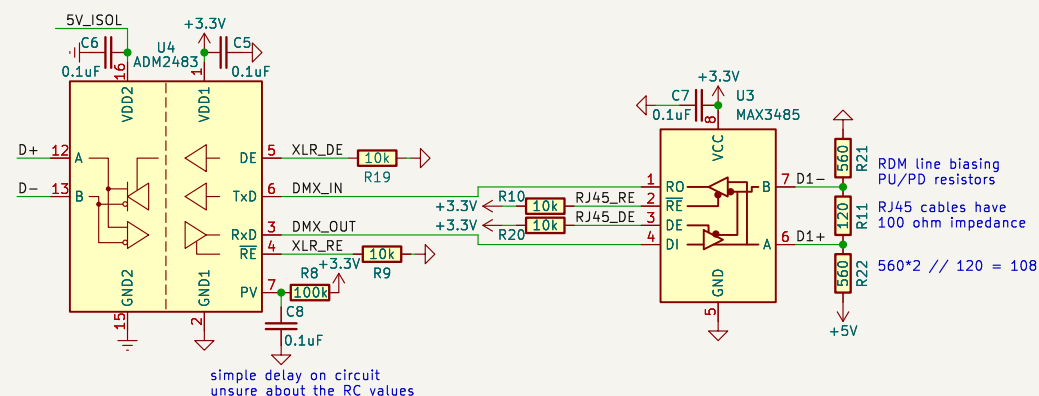 5V_ISOL
C6
0.1uF
16
U4
ADM2483
+3.3V
C5
0.1uF
1
VDD2
VDD1
D+
12
A
D-
13
B
DE
5
XLR_DE
10k
R19
TxD
6
DMX_IN
RxD
3
DMX_OUT
RE
4
XLR_RE
10k
R9
PV
7
R8
+3.3V
100k
C8
0.1uF
GND2
GND1
15
2
simple delay on circuit
unsure about the RC values
+3.3V
C7
0.1uF
8
U3
MAX3485
VCC
1
RO
R10
+3.3V
10k
RJ45_RE
2
RE
+3.3V
10k
R20
RJ45_DE
3
DE
4
DI
B
7
D1-
A
6
D1+
GND
5
560
R21
120
R11
560
R22
+5V
RDM line biasing
PU/PD resistors
RJ45 cables have
100 ohm impedance
560*2 // 120 = 108